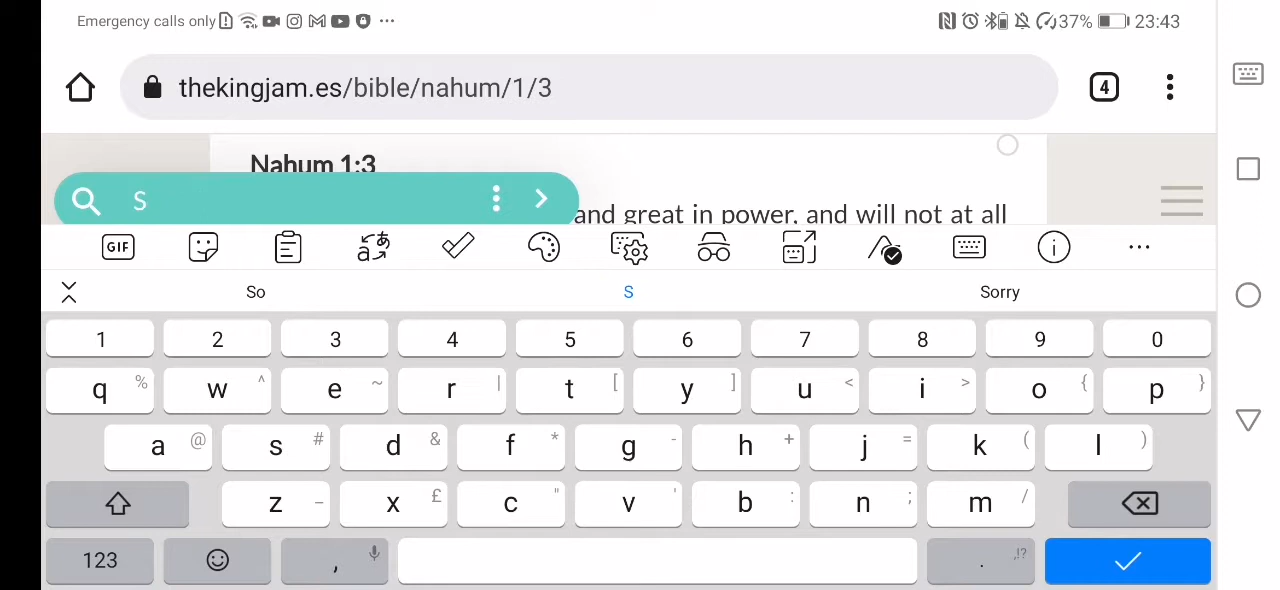 Emergency calls only 37% 23:43
thekingjam.es/bible/nahum/1/3 4
Nahum 1:3
S
and great in power, and will not at all
GIF
So S Sorry
1 2 3 4 5 6 7 8 9 0
q % w ^ e ~ r | t [ y ] u < i > o { p }
a @ s # d & f * g - h + j = k ( l )
z _ x £ c " v ' b : n ; m /
123 , . ,!?